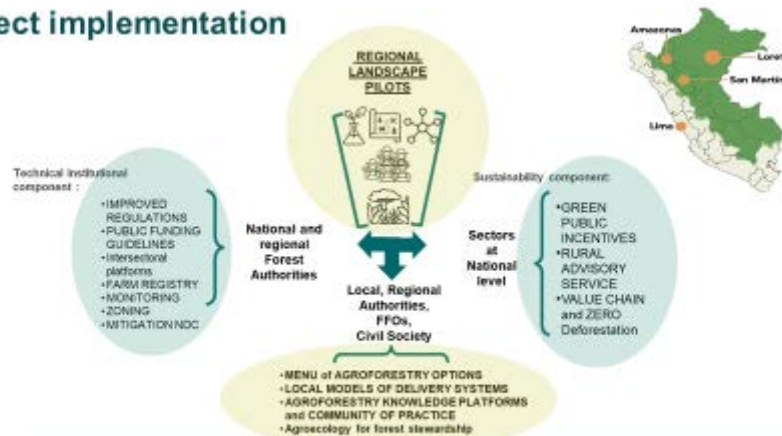 ect implementation
REGIONAL
LANDSCAPE
PILOTS
Amazonas
Loret
San Martin
Lima
Technical institutional
component :
•IMPROVED
REGULATIONS
•PUBLIC FUNDING
GUIDELINES
•Intersectoral
platforms
•FARM REGISTRY
•MONITORING
•ZONING
•MITIGATION NDC
National and
regional
Forest
Authorities
Sectors
at
National
level
Sustainability component:
•GREEN
PUBLIC
INCENTIVES
•RURAL
ADVISORY
SERVICE
•VALUE CHAIN
and ZERO
Deforestation
Local, Regional
Authorities,
FFOs,
Civil Society
•MENU of AGROFORESTRY OPTIONS
•LOCAL MODELS OF DELIVERY SYSTEMS
•AGROFORESTRY KNOWLEDGE PLATFORMS
and COMMUNITY OF PRACTICE
•Agroecology for forest stewardship